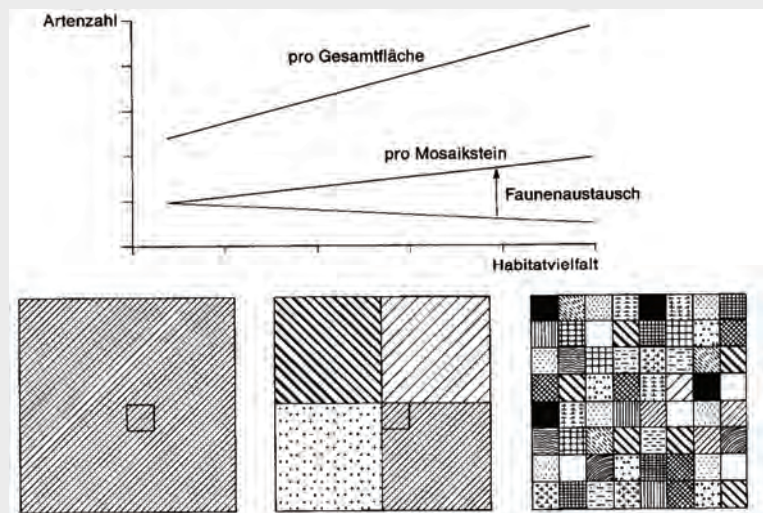 Artenzahl
pro Gesamtfläche
pro Mosaikstein
Faunenaustausch
Habitatvielfalt